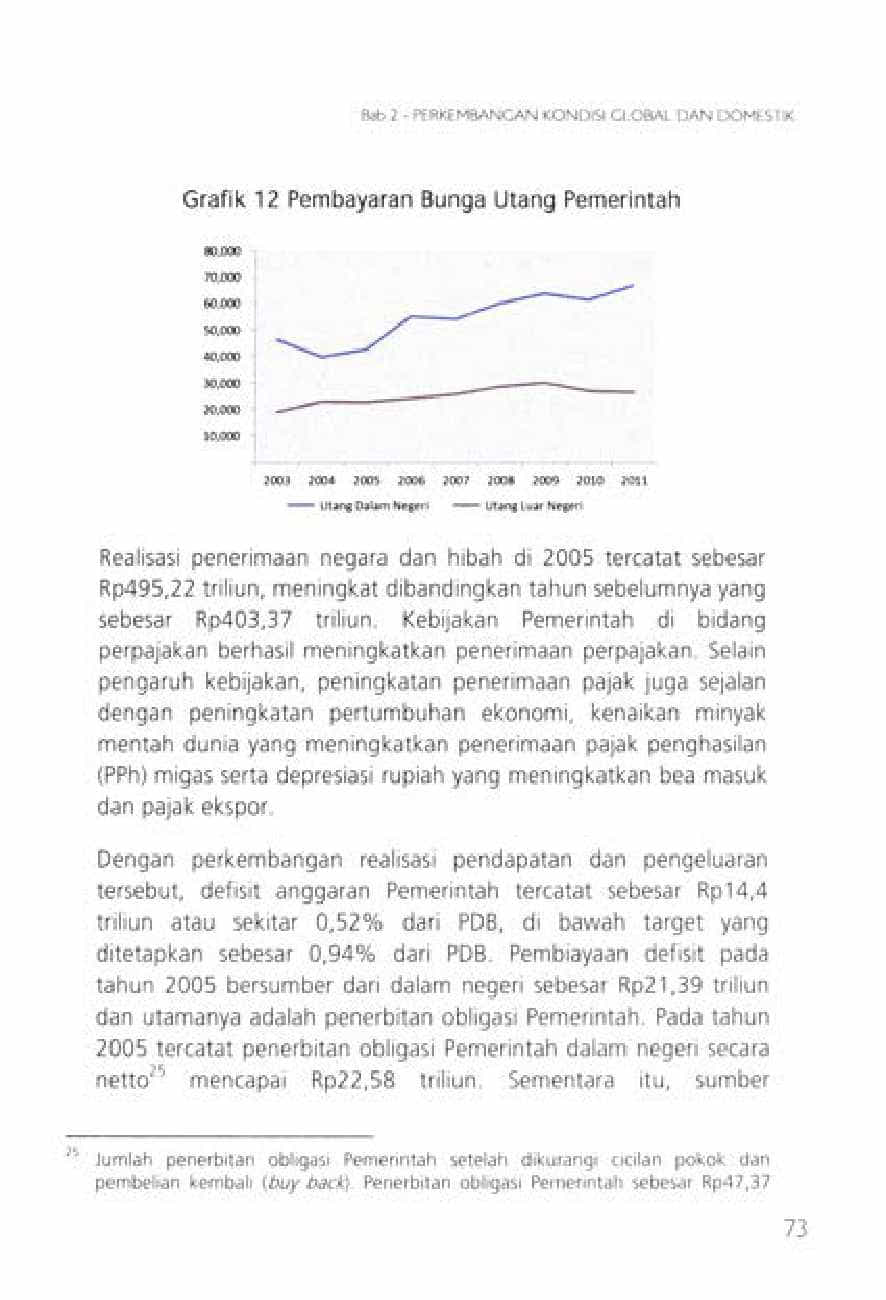 Bab 2 - PERKEMBANGAN KONDISI GLOBAL DAN DOMESTIK
Grafik 12 Pembayaran Bunga Utang Pemerintah
80,000
70,000
60,000
50,000
40,000
30,000
20,000
10,000
2003 2004 2005 2006 2007 2008 2009 2010 2011
Utang Dalam Negeri Utang Luar Negeri
Realisasi penerimaan negara dan hibah di 2005 tercatat sebesar
Rp495,22 triliun, meningkat dibandingkan tahun sebelumnya yang
sebesar Rp403,37 triliun. Kebijakan Pemerintah di bidang
perpajakan berhasil meningkatkan penerimaan perpajakan. Selain
pengaruh kebijakan, peningkatan penerimaan pajak juga sejalan
dengan peningkatan pertumbuhan ekonomi, kenaikan minyak
mentah dunia yang meningkatkan penerimaan pajak penghasilan
(PPh) migas serta depresiasi rupiah yang meningkatkan bea masuk
dan pajak ekspor.
Dengan perkembangan realisasi pendapatan dan pengeluaran
tersebut, defisit anggaran Pemerintah tercatat sebesar Rp14,4
triliun atau sekitar 0,52% dari PDB, di bawah target yang
ditetapkan sebesar 0,94% dari PDB. Pembiayaan defisit pada
tahun 2005 bersumber dari dalam negeri sebesar Rp21,39 triliun
dan utamanya adalah penerbitan obligasi Pemerintah. Pada tahun
2005 tercatat penerbitan obligasi Pemerintah dalam negeri secara
netto25 mencapai Rp22,58 triliun. Sementara itu, sumber
25 Jumlah penerbitan obligasi Pemerintah setelah dikurangi cicilan pokok dan
pembelian kembali (buy back). Penerbitan obligasi Pemerintah sebesar Rp47,37
73